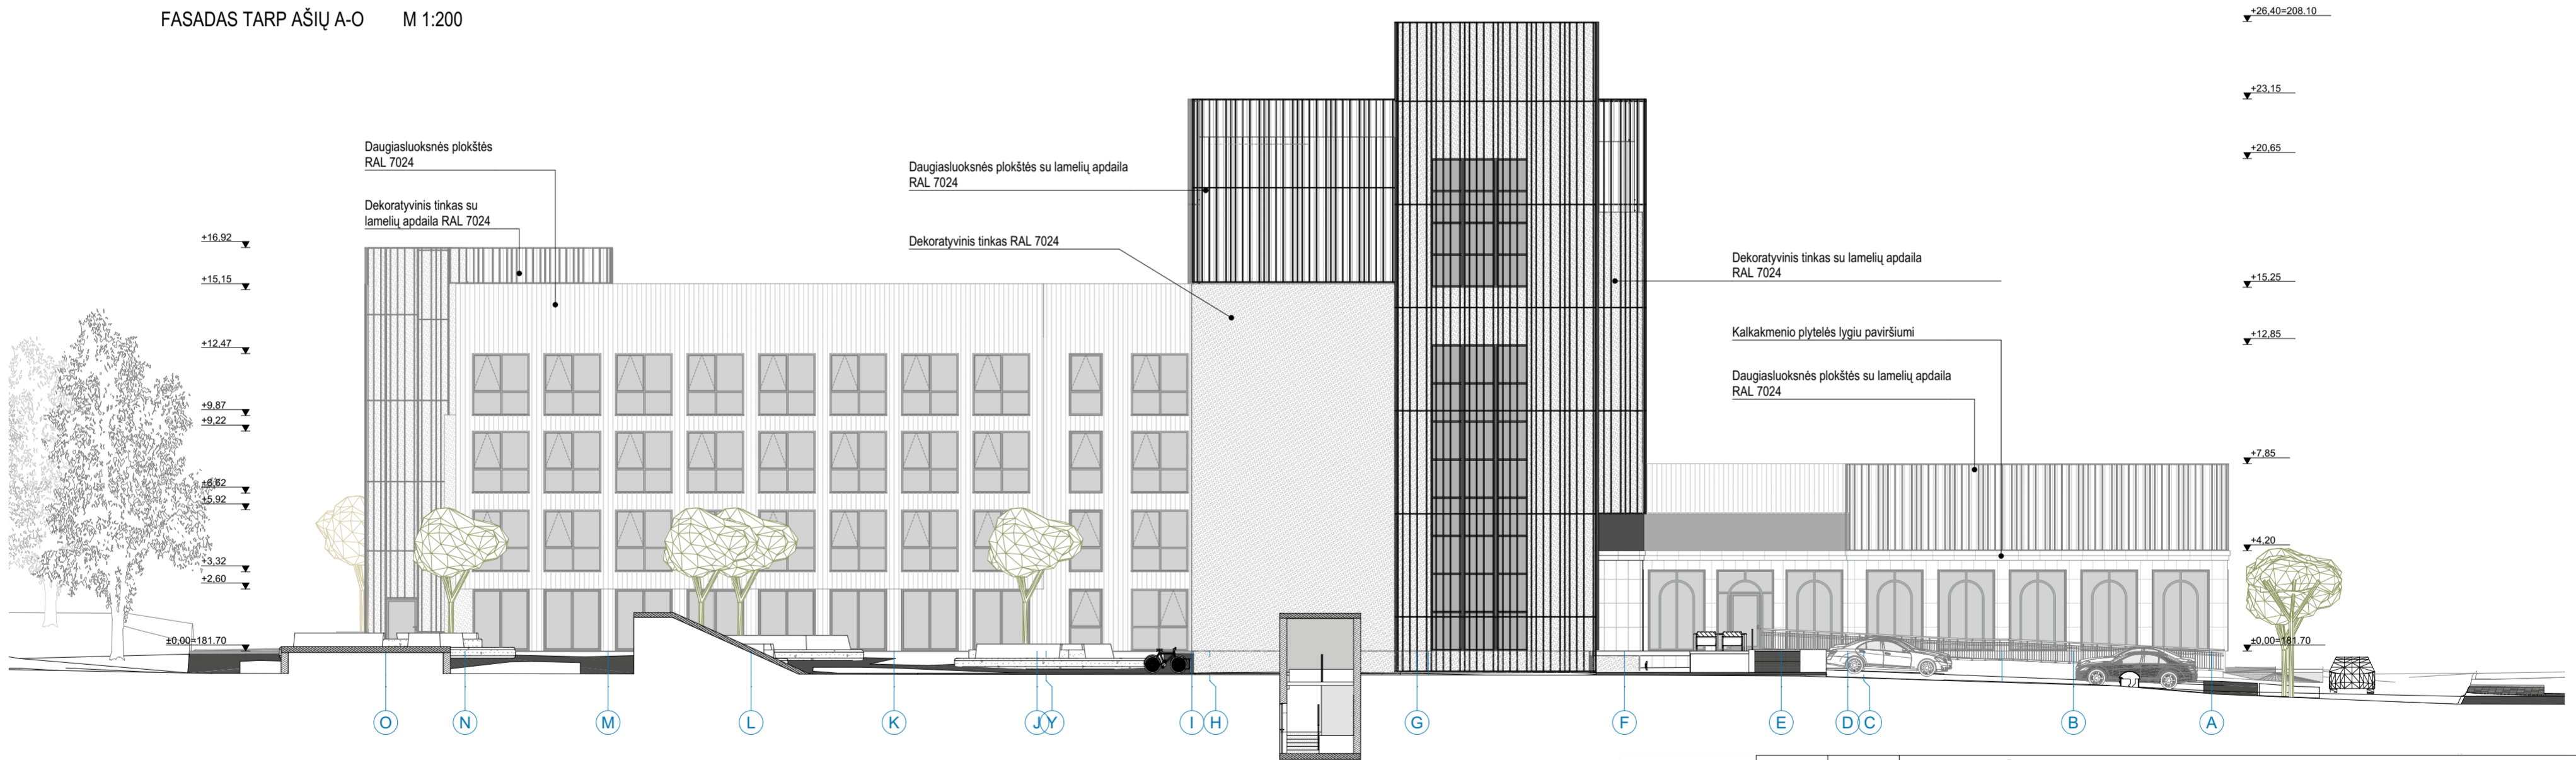 FASADAS TARP AŠIŲ A-O M 1:200
+26,40=208.10
+23,15
+20,65
Daugiasluoksnės plokštės
RAL 7024
Daugiasluoksnės plokštės su lamelių apdaila
RAL 7024
Dekoratyvinis tinkas su
lamelių apdaila RAL 7024
Dekoratyvinis tinkas RAL 7024
+16,92
Dekoratyvinis tinkas su lamelių apdaila
RAL 7024
+15,15
+15,25
Kalkakmenio plytelės lygiu paviršiumi
+12,47
+12,85
Daugiasluoksnės plokštės su lamelių apdaila
RAL 7024
+9,87
+9,22
+7,85
+6,62
+5,92
+4,20
+3,32
+2,60
±0,00=181.70
±0,00=181.70
O N M L K J Y I H G F E D C B A